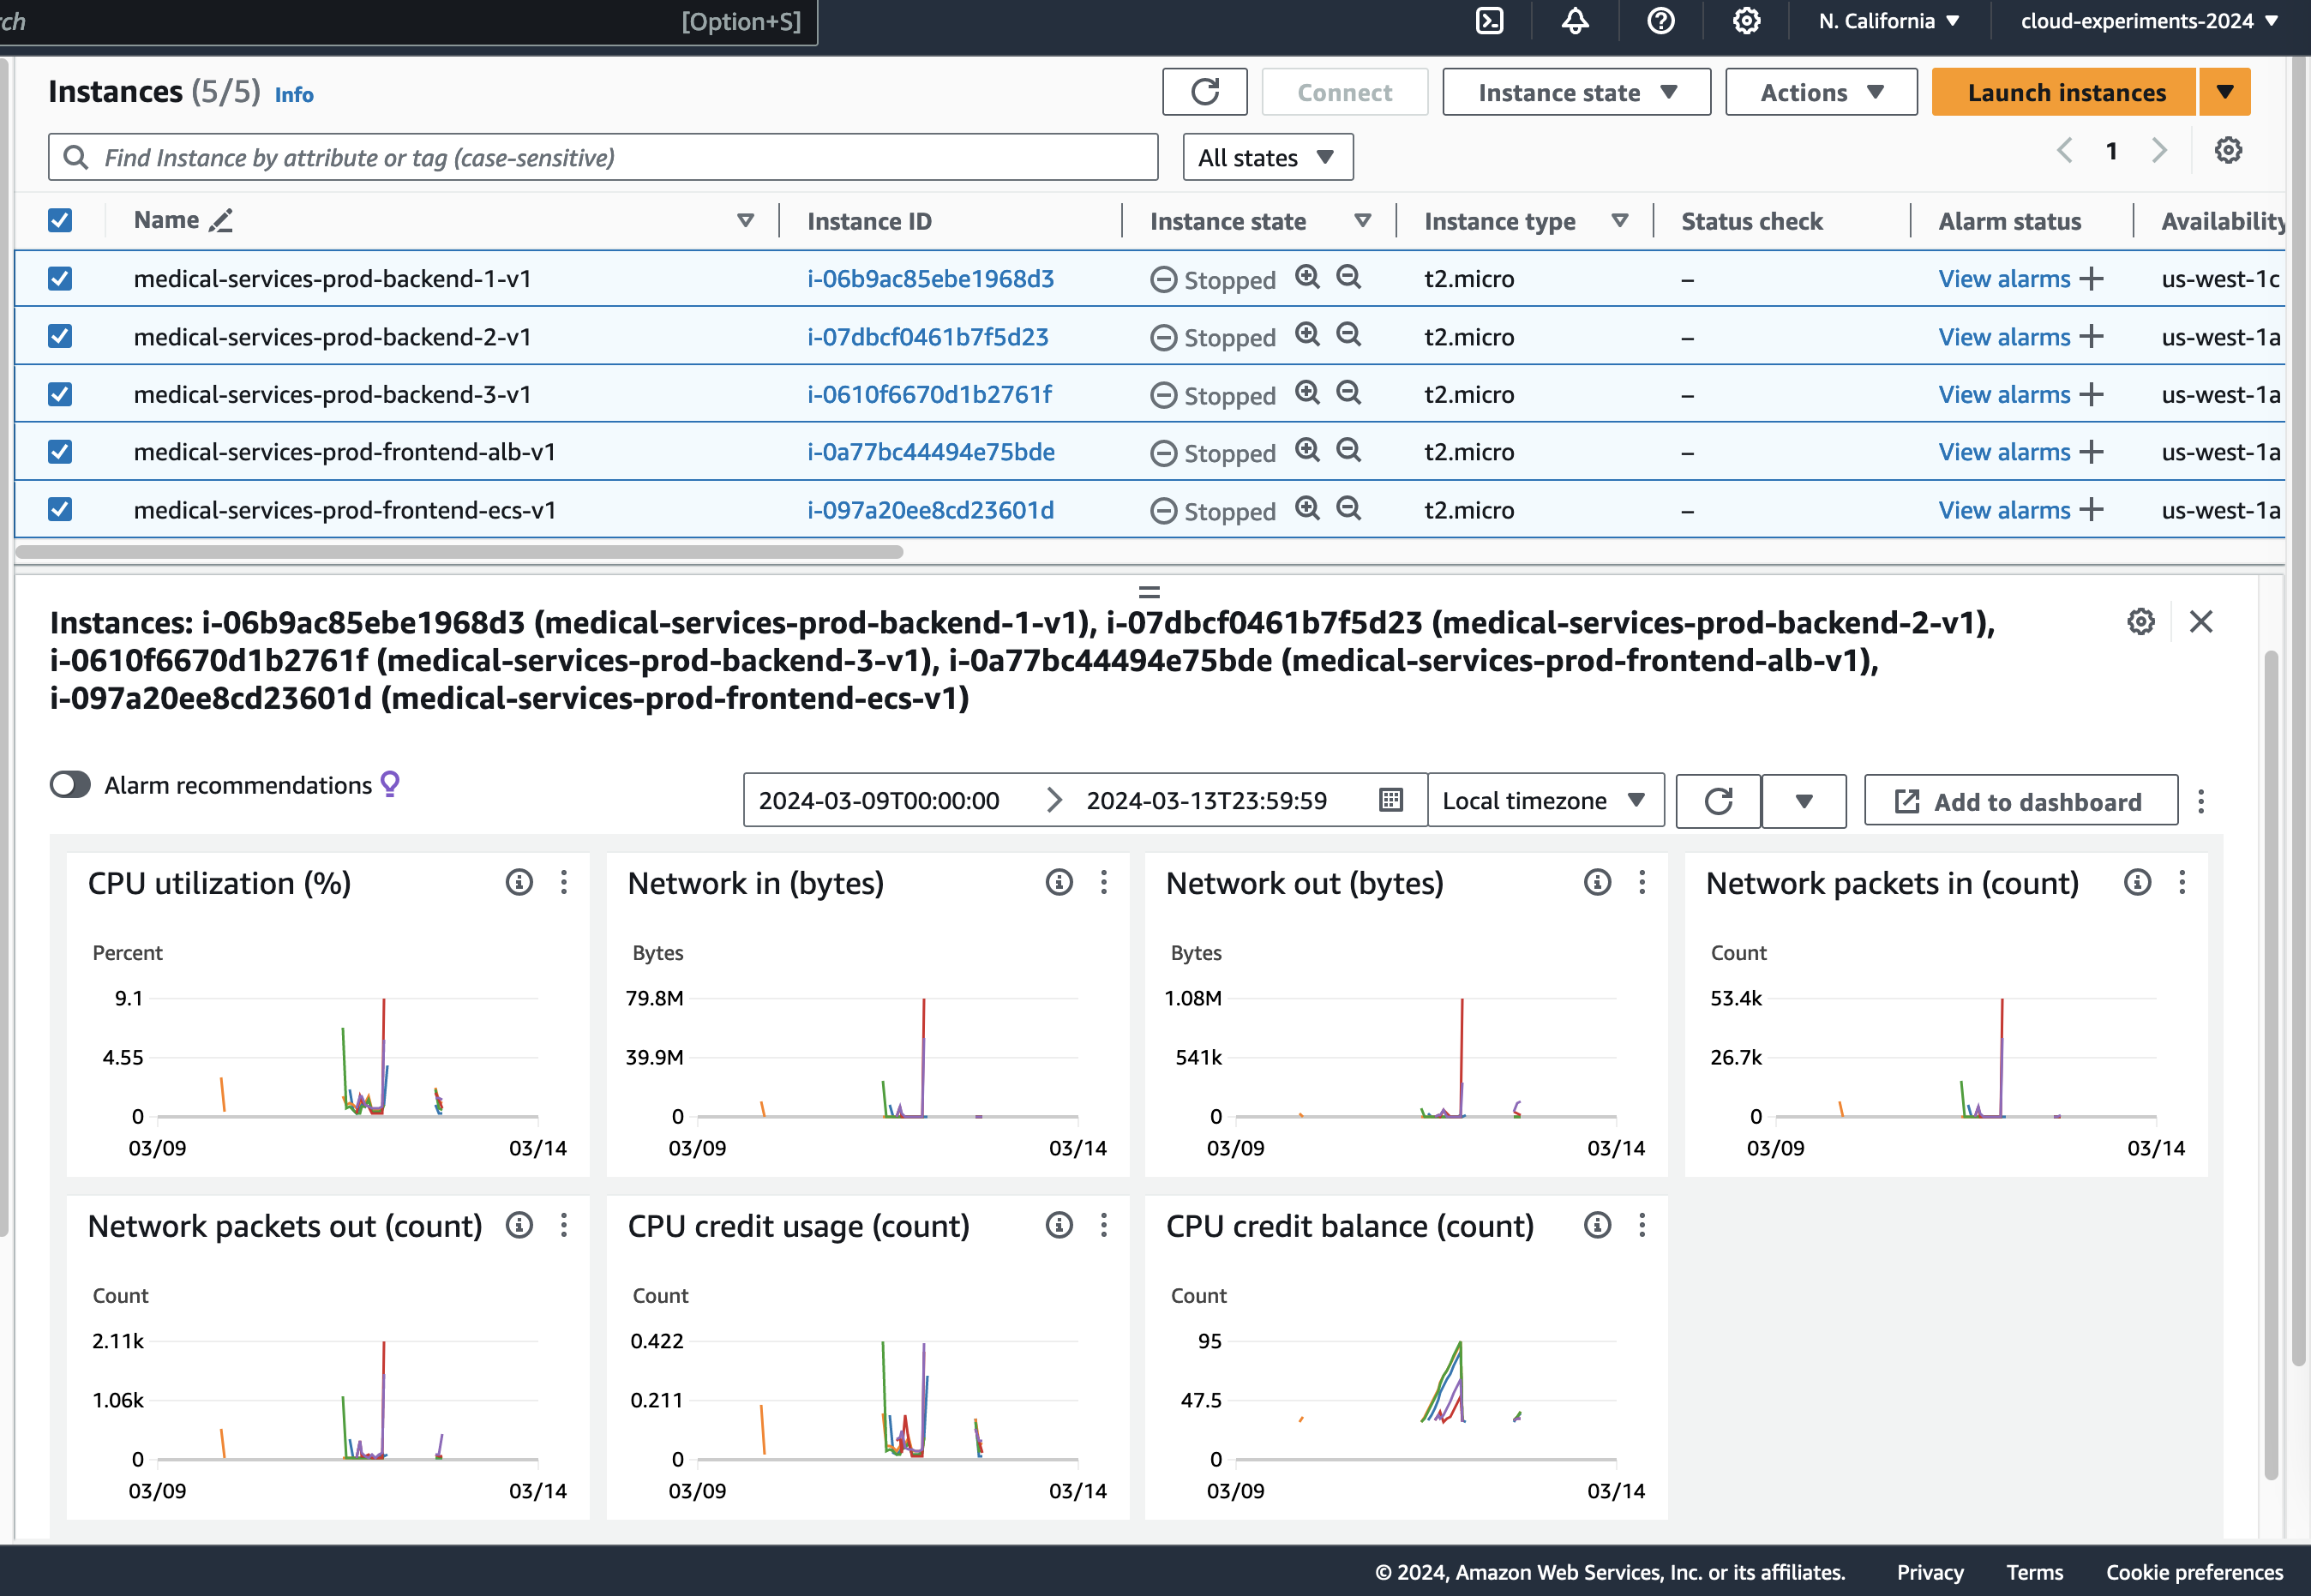 rch [Option+S] N. California cloud-experiments-2024
Instances (5/5) Info Connect Instance state Actions Launch instances
Find Instance by attribute or tag (case-sensitive) All states 1
Name Instance ID Instance state Instance type Status check Alarm status Availability
medical-services-prod-backend-1-v1 i-06b9ac85ebe1968d3 Stopped t2.micro – View alarms us-west-1c
medical-services-prod-backend-2-v1 i-07dbcf0461b7f5d23 Stopped t2.micro – View alarms us-west-1a
medical-services-prod-backend-3-v1 i-0610f6670d1b2761f Stopped t2.micro – View alarms us-west-1a
medical-services-prod-frontend-alb-v1 i-0a77bc44494e75bde Stopped t2.micro – View alarms us-west-1a
medical-services-prod-frontend-ecs-v1 i-097a20ee8cd23601d Stopped t2.micro – View alarms us-west-1a
Instances: i-06b9ac85ebe1968d3 (medical-services-prod-backend-1-v1), i-07dbcf0461b7f5d23 (medical-services-prod-backend-2-v1),
i-0610f6670d1b2761f (medical-services-prod-backend-3-v1), i-0a77bc44494e75bde (medical-services-prod-frontend-alb-v1),
i-097a20ee8cd23601d (medical-services-prod-frontend-ecs-v1)
Alarm recommendations 2024-03-09T00:00:00 2024-03-13T23:59:59 Local timezone Add to dashboard
CPU utilization (%)
Percent
9.1
4.55
0
03/09 03/14
Network in (bytes)
Bytes
79.8M
39.9M
0
03/09 03/14
Network out (bytes)
Bytes
1.08M
541k
0
03/09 03/14
Network packets in (count)
Count
53.4k
26.7k
0
03/09 03/14
Network packets out (count)
Count
2.11k
1.06k
0
03/09 03/14
CPU credit usage (count)
Count
0.422
0.211
0
03/09 03/14
CPU credit balance (count)
Count
95
47.5
0
03/09 03/14
© 2024, Amazon Web Services, Inc. or its affiliates. Privacy Terms Cookie preferences